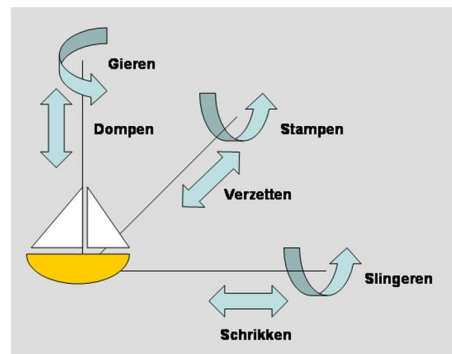 Gieren
Dompen
Stampen
Verzetten
Slingeren
Schrikken